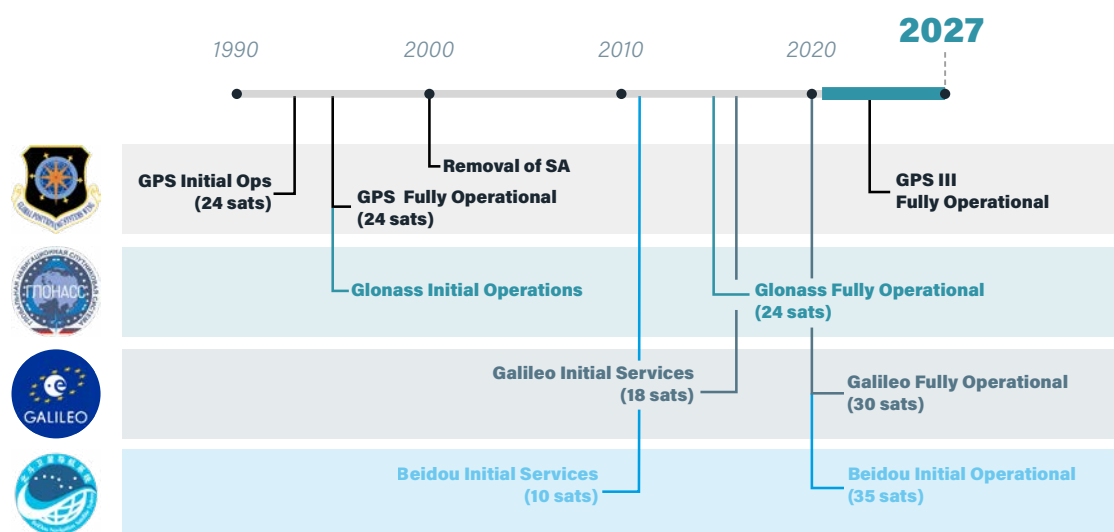 1990
2000
2010
2020
2027
Removal of SA
GPS Initial Ops
(24 sats)
GPS Fully Operational
(24 sats)
GPS III
Fully Operational
ГЛОНАСС
Glonass Initial Operations
Glonass Fully Operational
(24 sats)
esa
GALILEO
Galileo Initial Services
(18 sats)
Galileo Fully Operational
(30 sats)
Beidou Initial Services
(10 sats)
Beidou Initial Operational
(35 sats)